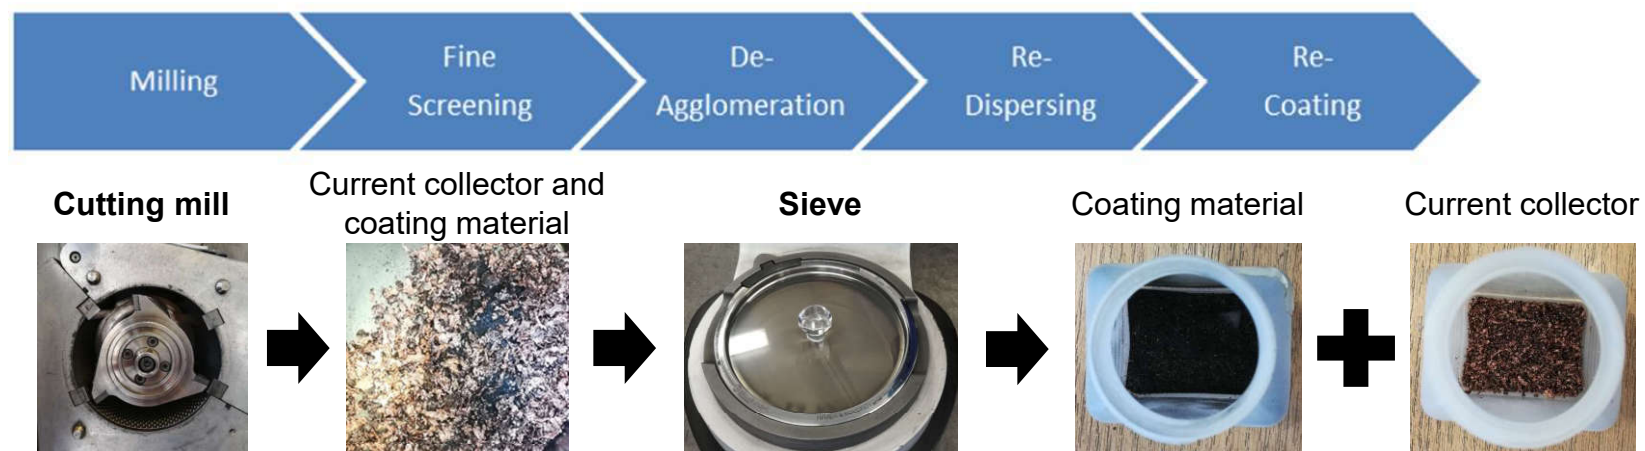 Milling
Fine
Screening
De-
Agglomeration
Re-
Dispersing
Re-
Coating
Cutting mill
Current collector and
coating material
Sieve
Coating material
Current collector